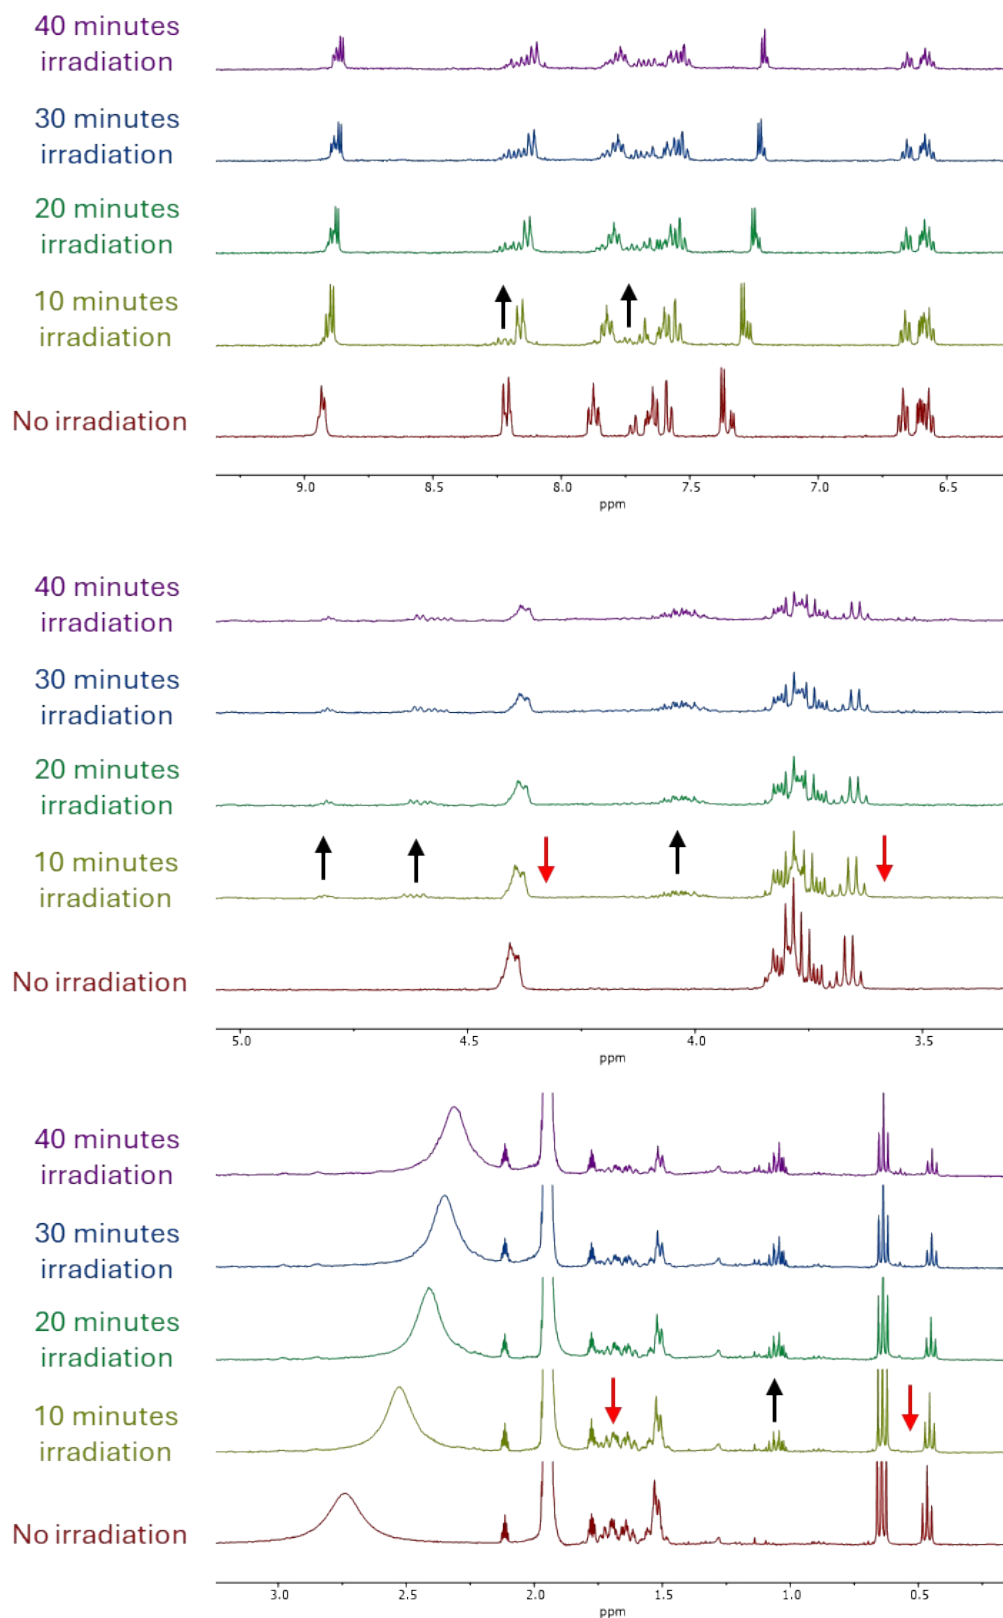 40 minutes
irradiation
30 minutes
irradiation
20 minutes
irradiation
10 minutes
irradiation
No irradiation
9.0 8.5 8.0 7.5 7.0 6.5
ppm
40 minutes
irradiation
30 minutes
irradiation
20 minutes
irradiation
10 minutes
irradiation
No irradiation
5.0 4.5 4.0 3.5
ppm
40 minutes
irradiation
30 minutes
irradiation
20 minutes
irradiation
10 minutes
irradiation
No irradiation
3.0 2.5 2.0 1.5 1.0 0.5
ppm